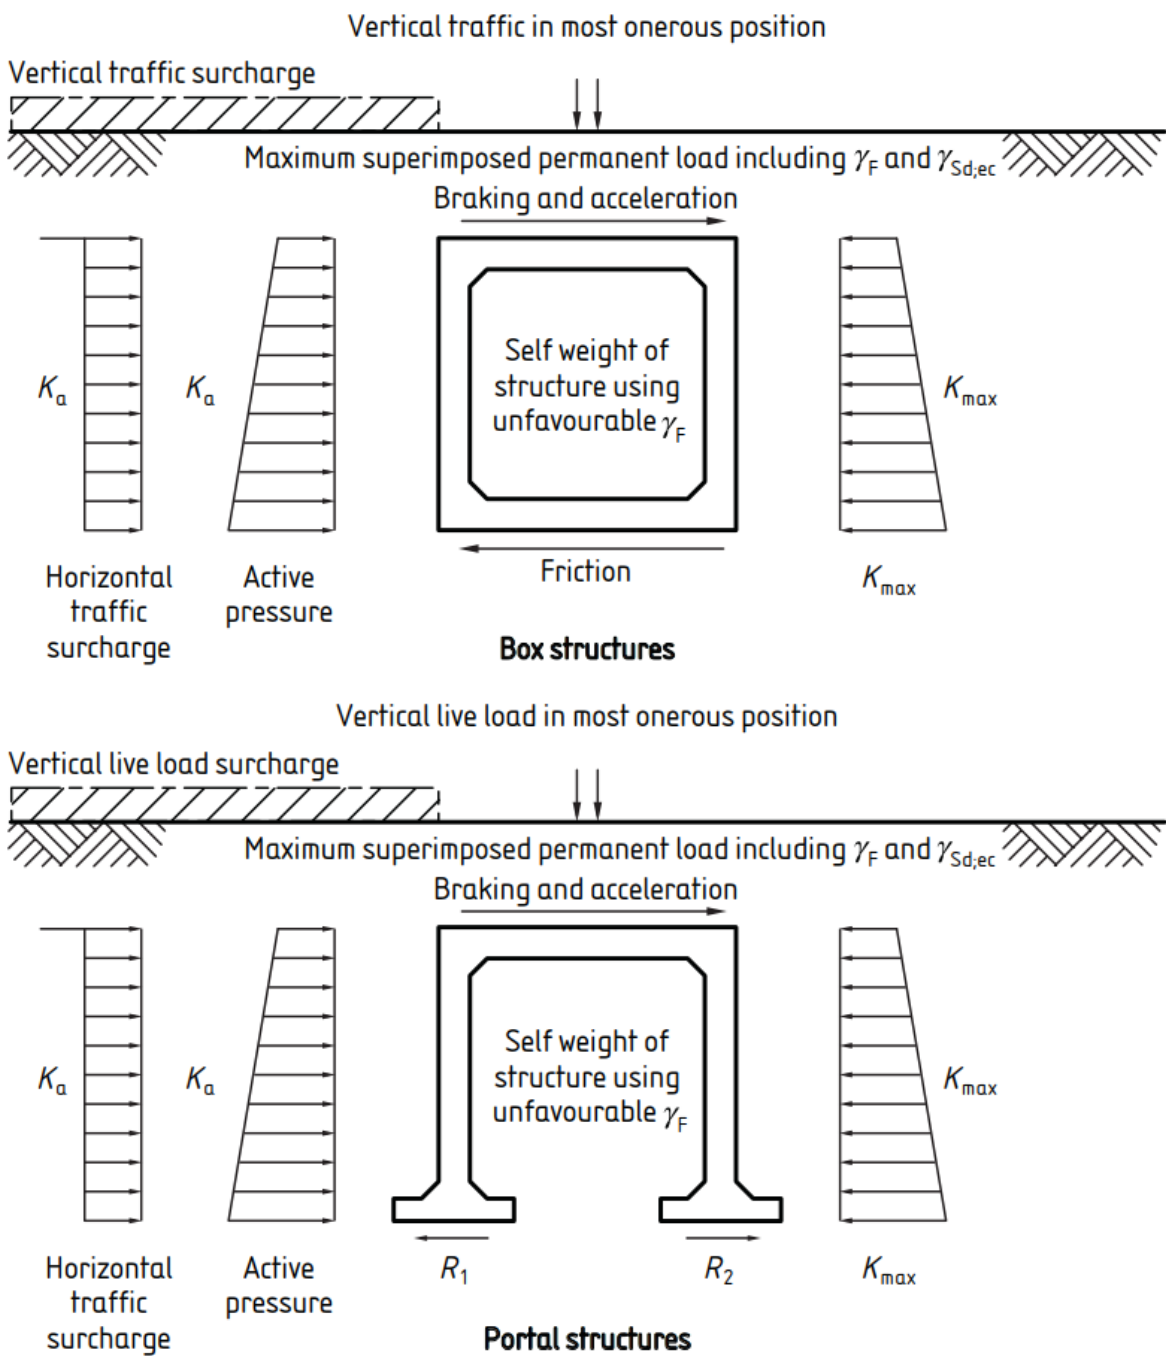 Vertical traffic in most onerous position
Vertical traffic surcharge
Maximum superimposed permanent load including γF and γSd;ec
Braking and acceleration
Ka
Ka
Self weight of
structure using
unfavourable γF
Kmax
Friction
Horizontal
traffic
surcharge
Active
pressure
Kmax
Box structures
Vertical live load in most onerous position
Vertical live load surcharge
Maximum superimposed permanent load including γF and γSd;ec
Braking and acceleration
Ka
Ka
Self weight of
structure using
unfavourable γF
Kmax
Horizontal
traffic
surcharge
Active
pressure
R1
R2
Kmax
Portal structures